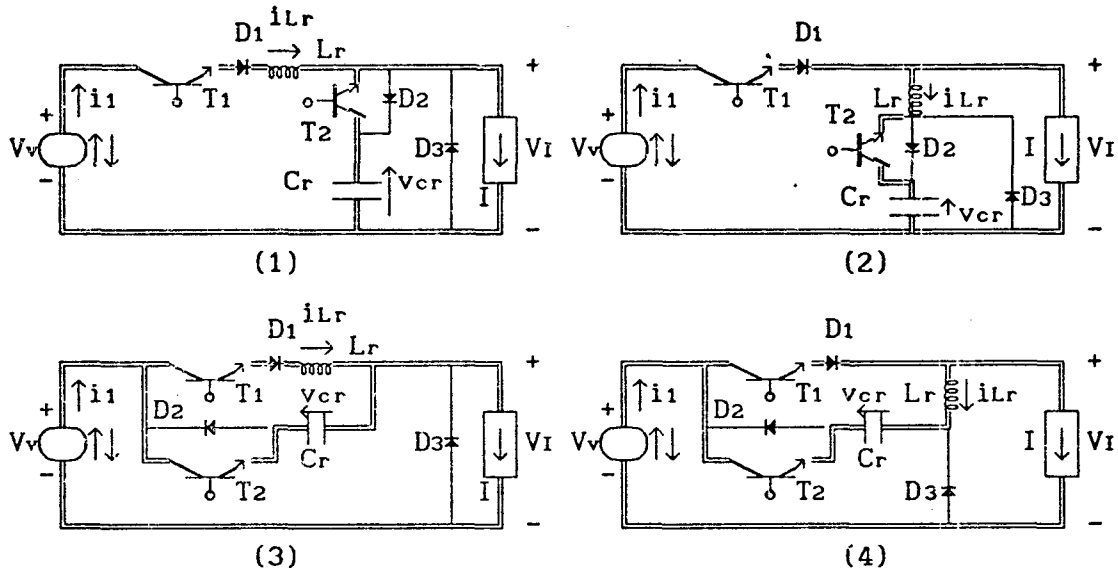 iLr
D1 Lr
+
i1 T1
+ T2 D2
Vv D3 VI
- Cr vcr I
-
(1)
D1
+
i1 T1 Lr iLr
+ T2
Vv D2 I VI
- Cr vcr D3
-
(2)
iLr
D1 Lr
+
i1 T1
+ D2 vcr
Vv D3 VI
- Cr
T2 I
-
(3)
D1
+
i1 T1 vcr Lr iLr
+ D2
Vv I VI
- Cr
T2 D3
-
(4)